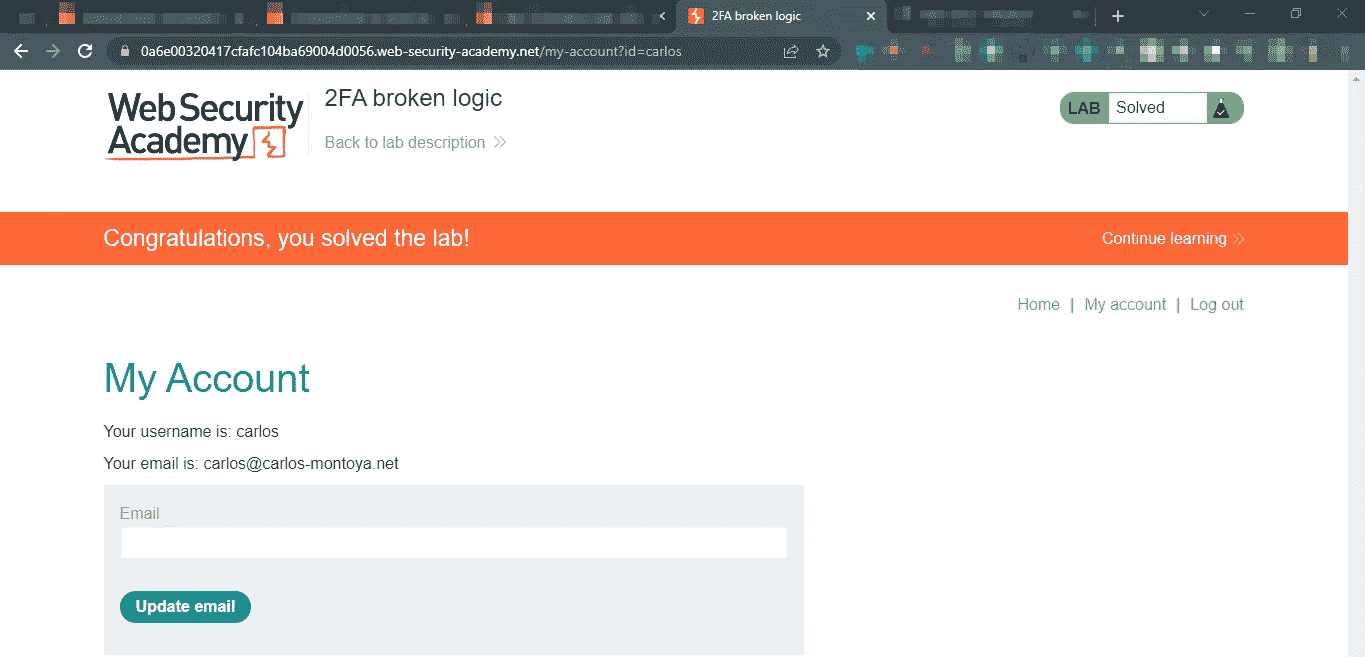 2FA broken logic
0a6e00320417cfafc104ba69004d0056.web-security-academy.net/my-account?id=carlos
Web Security
Academy
2FA broken logic
Back to lab description
LAB Solved
Congratulations, you solved the lab!
Continue learning
Home | My account | Log out
My Account
Your username is: carlos
Your email is: carlos@carlos-montoya.net
Email
Update email